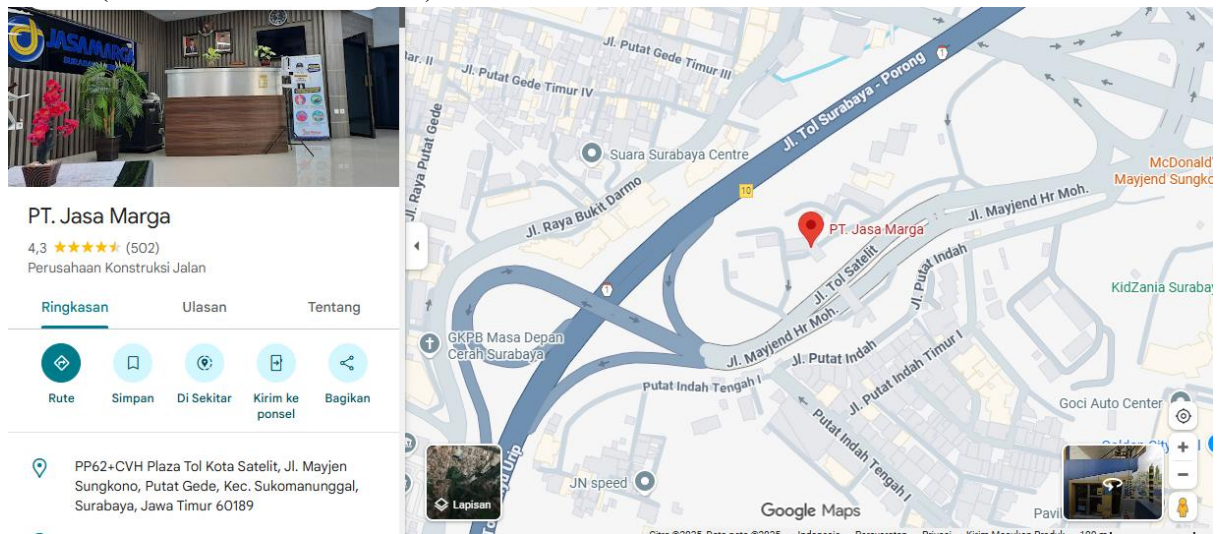 JASAMARGA
PT. Jasa Marga
4,3 (502)
Perusahaan Konstruksi Jalan
Ringkasan
Ulasan
Tentang
Rute
Simpan
Di Sekitar
Kirim ke
ponsel
Bagikan
PP62+CVH Plaza Tol Kota Satelit, Jl. Mayjen
Sungkono, Putat Gede, Kec. Sukomanunggal,
Surabaya, Jawa Timur 60189
Jl. Putat Gede Timur III
Jl. Putat Gede Timur IV
Jl. Raya Putat Gede
Suara Surabaya Centre
Jl. Tol Surabaya - Porong
1
10
Jl. Raya Bukit Darmo
McDonald'
Mayjend Sungko
PT. Jasa Marga
Jl. Mayjend Hr Moh.
Jl. Tol Satelit
Jl. Putat Indah
KidZania Surabay
1
GKPB Masa Depan
Cerah Surabaya
Jl. Mayjend Hr Moh.
Jl. Putat Indah
Jl. Putat Indah Timur I
Putat Indah Tengah I
Putat Indah Tengah I
Goci Auto Center
JN speed
Lapisan
Google Maps
Pavil